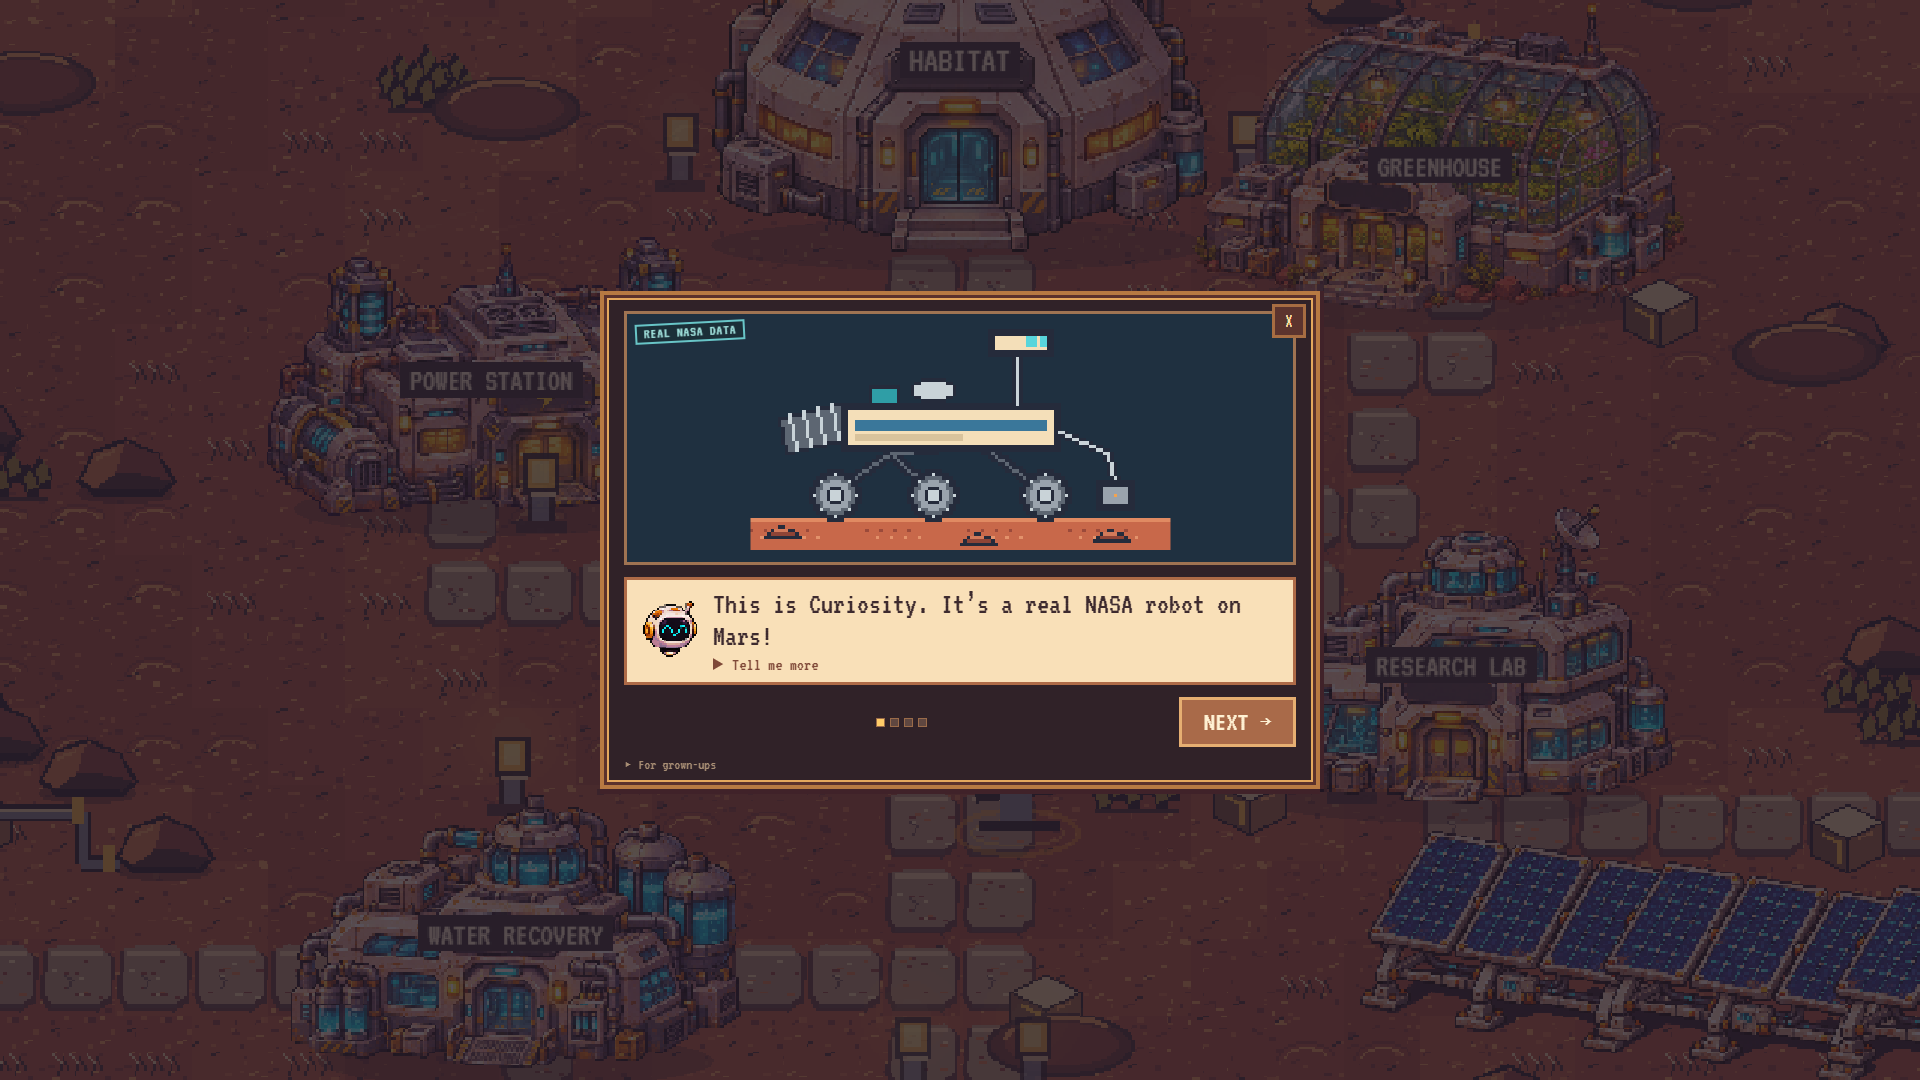 HABITAT
GREENHOUSE
POWER STATION
REAL NASA DATA
X
This is Curiosity. It's a real NASA robot on
Mars!
▶ Tell me more
NEXT →
▸ For grown-ups
RESEARCH LAB
WATER RECOVERY